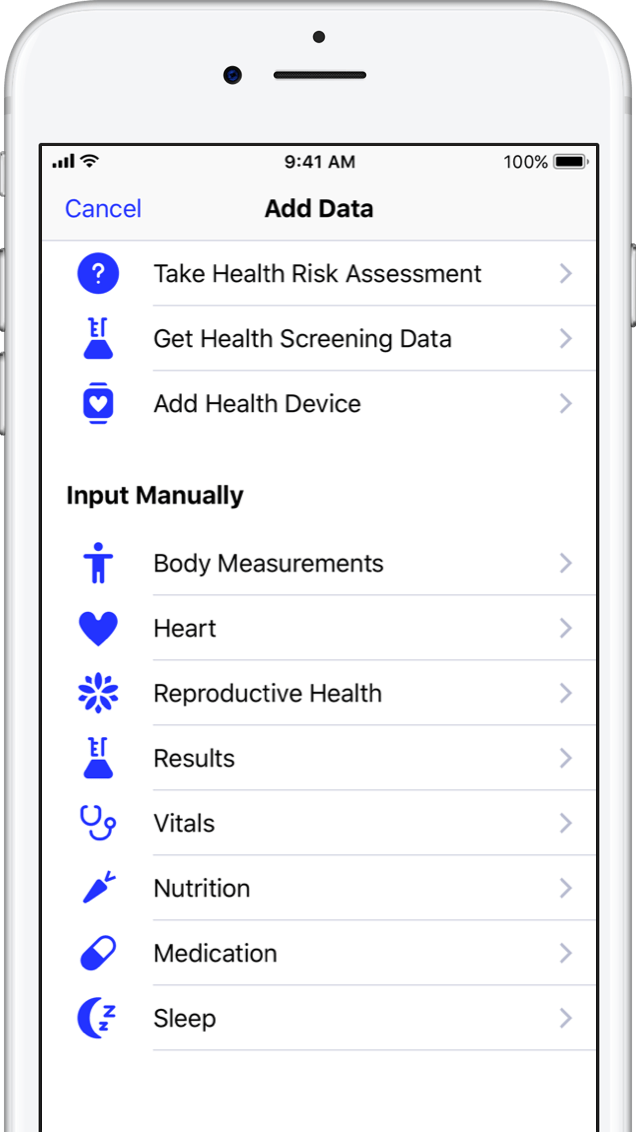 9:41 AM
100%
Cancel
Add Data
?
Take Health Risk Assessment
Get Health Screening Data
Add Health Device
Input Manually
Body Measurements
Heart
Reproductive Health
Results
Vitals
Nutrition
Medication
z
z
Sleep